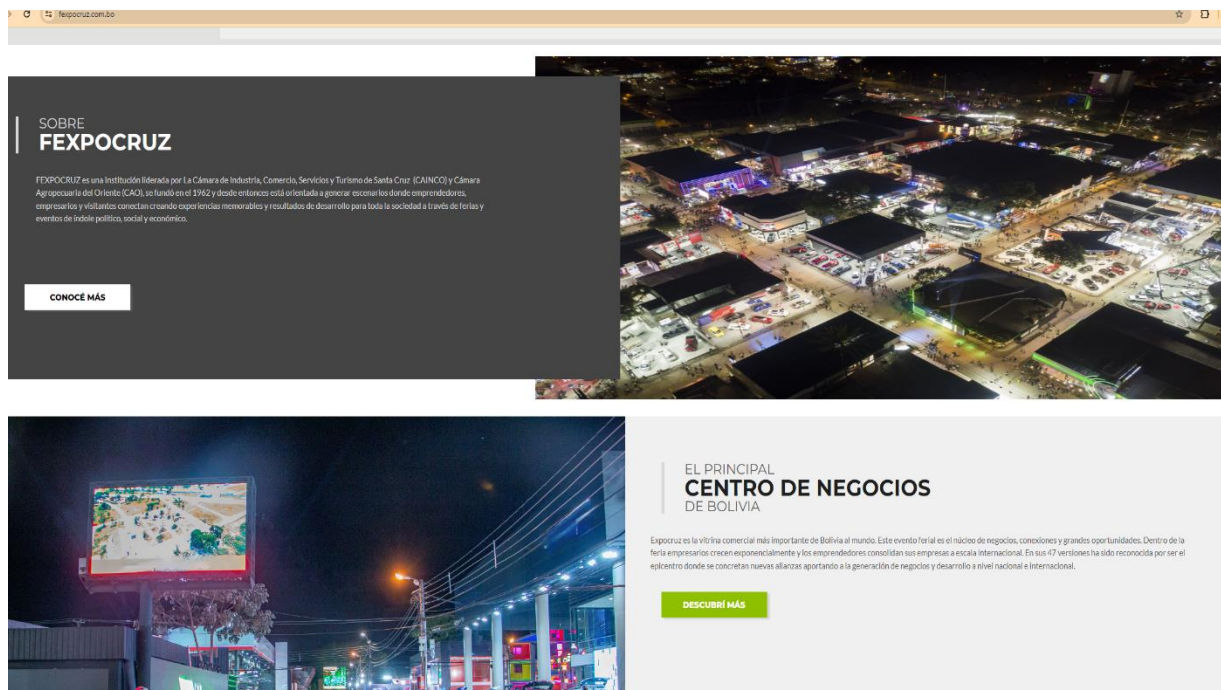 fexpocruz.com.bo
SOBRE
FEXPOCRUZ
FEXPOCRUZ es una Institución liderada por La Cámara de Industria, Comercio, Servicios y Turismo de Santa Cruz (CAINCO) y Cámara
Agropecuaria del Oriente (CAO), se fundó en el 1962 y desde entonces está orientada a generar escenarios donde emprendedores,
empresarios y visitantes conectan creando experiencias memorables y resultados de desarrollo para toda la sociedad a través de ferias y
eventos de índole político, social y económico.
CONOCÉ MÁS
EL PRINCIPAL
CENTRO DE NEGOCIOS
DE BOLIVIA
Expocruz es la vitrina comercial más importante de Bolivia al mundo. Este evento ferial es el núcleo de negocios, conexiones y grandes oportunidades. Dentro de la
feria empresarios crecen exponencialmente y los emprendedores consolidan sus empresas a escala internacional. En sus 47 versiones ha sido reconocida por ser el
epicentro donde se concretan nuevas alianzas aportando a la generación de negocios y desarrollo a nivel nacional e internacional.
DESCUBRÍ MÁS